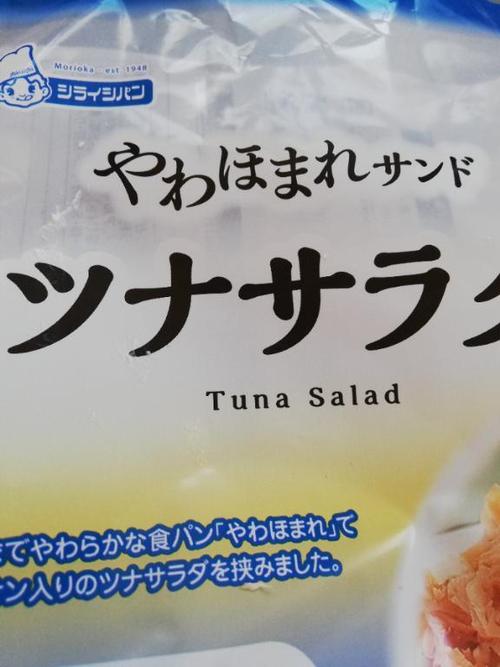 Morioka est 1948
シライシパン
やわほまれサンド
ツナサラダ
Tuna Salad
でやわらかな食パン「やわほまれ」で
ン入りのツナサラダを挟みました。